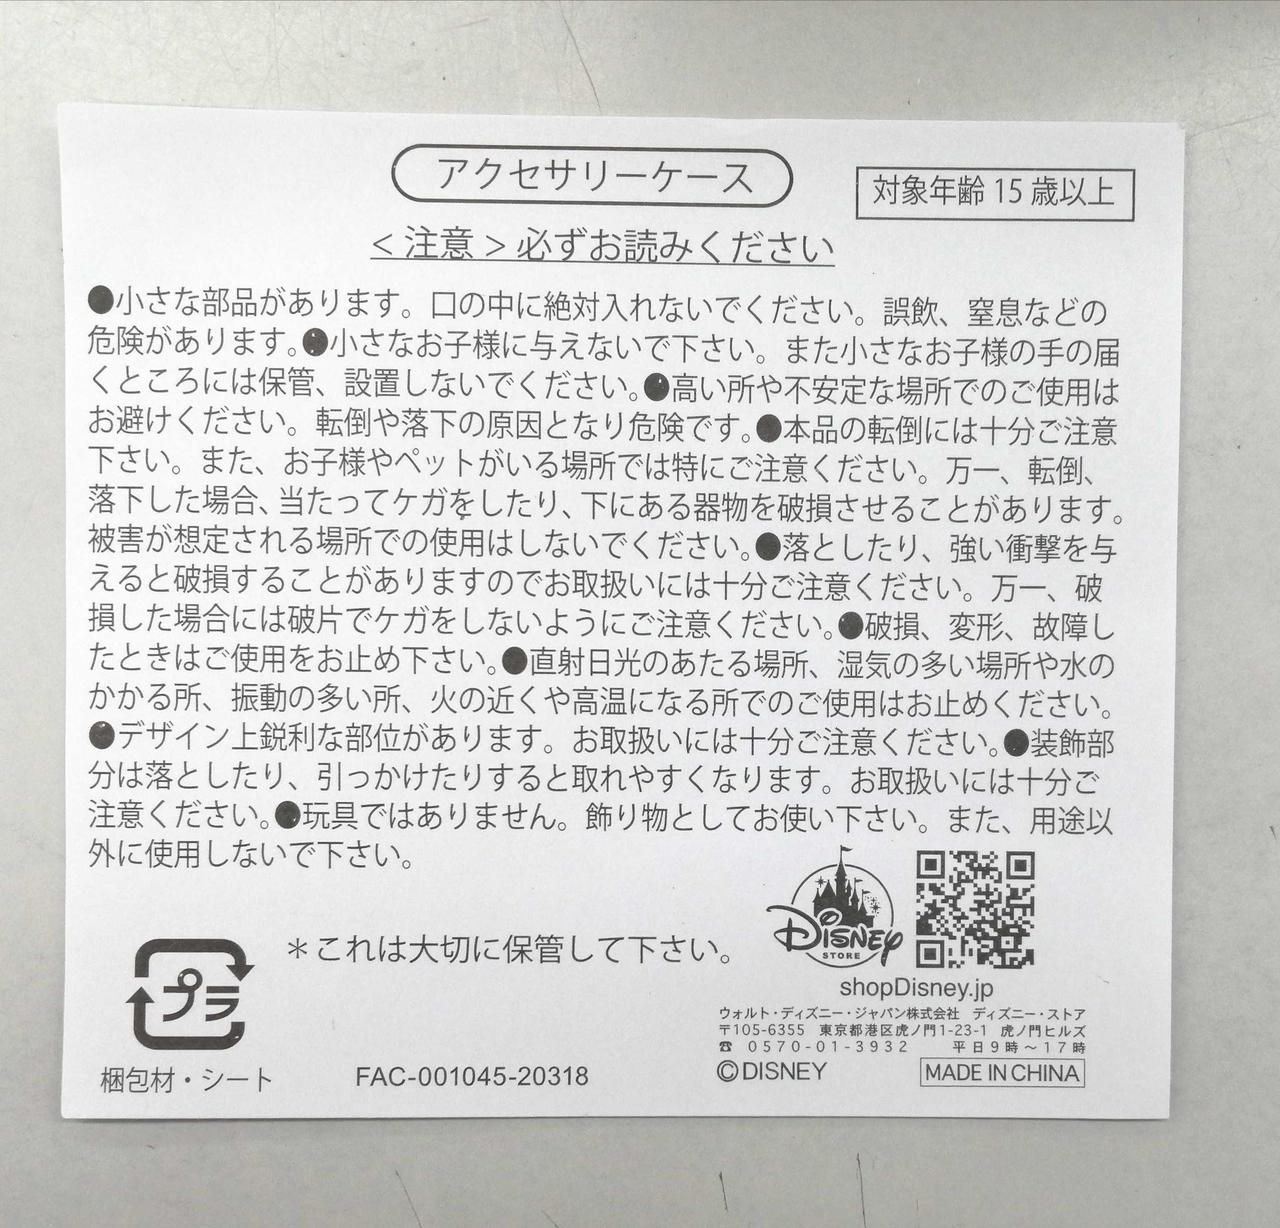 アクセサリーケース
対象年齢 15 歳以上
＜注意＞必ずお読みください
●小さな部品があります。口の中に絶対入れないでください。誤飲、窒息などの
危険があります。●小さなお子様に与えないで下さい。また小さなお子様の手の届
くところには保管、設置しないでください。●高い所や不安定な場所でのご使用は
お避けください。転倒や落下の原因となり危険です。●本品の転倒には十分ご注意
下さい。また、お子様やペットがいる場所では特にご注意ください。万一、転倒、
落下した場合、当たってケガをしたり、下にある器物を破損させることがあります。
被害が想定される場所での使用はしないでください。●落としたり、強い衝撃を与
えると破損することがありますのでお取扱いには十分ご注意ください。万一、破
損した場合には破片でケガをしないようにご注意ください。●破損、変形、故障し
たときはご使用をお止め下さい。●直射日光のあたる場所、湿気の多い場所や水の
かかる所、振動の多い所、火の近くや高温になる所でのご使用はお止めください。
●デザイン上鋭利な部位があります。お取扱いには十分ご注意ください。●装飾部
分は落としたり、引っかけたりすると取れやすくなります。お取扱いには十分ご
注意ください。●玩具ではありません。飾り物としてお使い下さい。また、用途以
外に使用しないで下さい。
＊これは大切に保管して下さい。
プラ
梱包材・シート
FAC-001045-20318
Disney
STORE
shopDisney.jp
ウォルト・ディズニー・ジャパン株式会社 ディズニー・ストア
〒105-6355 東京都港区虎ノ門1-23-1 虎ノ門ヒルズ
☎ 0570-01-3932 平日9時～17時
©DISNEY
MADE IN CHINA